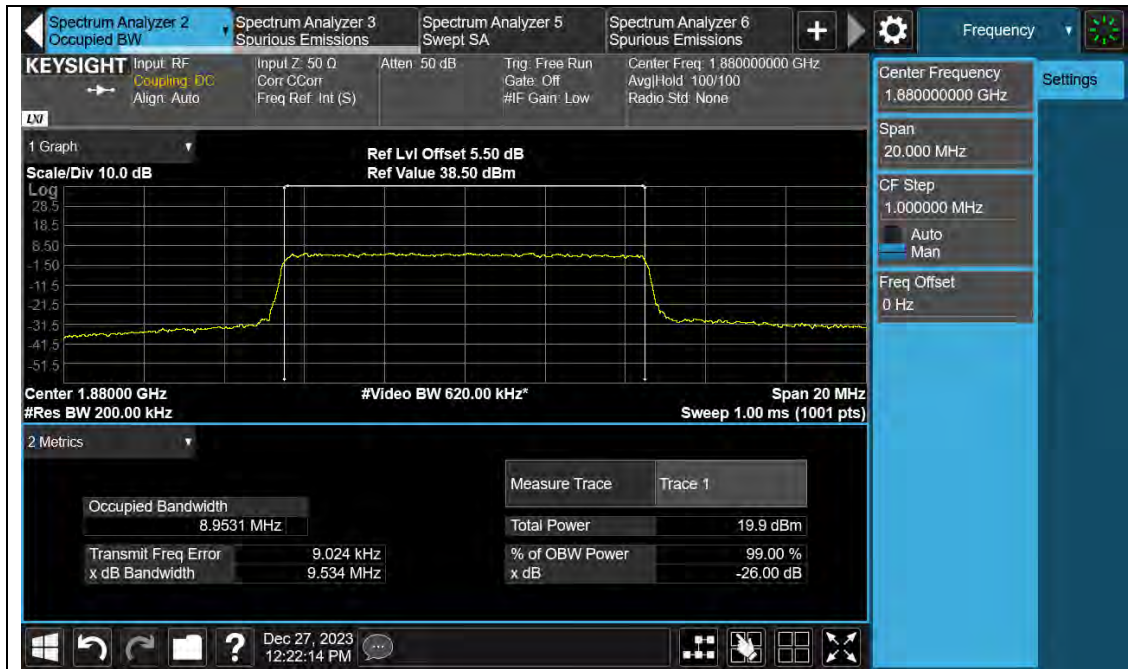 Spectrum Analyzer 2
Occupied BW
Spectrum Analyzer 3
Spurious Emissions
Spectrum Analyzer 5
Swept SA
Spectrum Analyzer 6
Spurious Emissions
+
Frequency
KEYSIGHT
Input: RF
Coupling: DC
Align: Auto
Input Z: 50 Ω
Corr CCorr
Freq Ref: Int (S)
Atten: 50 dB
Trig: Free Run
Gate: Off
#IF Gain: Low
Center Freq: 1.880000000 GHz
Avg|Hold: 100/100
Radio Std: None
LXI
Center Frequency
1.880000000 GHz
Settings
Span
20.000 MHz
CF Step
1.000000 MHz
Auto
Man
Freq Offset
0 Hz
1 Graph
Scale/Div 10.0 dB
Ref Lvl Offset 5.50 dB
Ref Value 38.50 dBm
Log
28.5
18.5
8.50
-1.50
-11.5
-21.5
-31.5
-41.5
-51.5
Center 1.88000 GHz
#Res BW 200.00 kHz
#Video BW 620.00 kHz*
Span 20 MHz
Sweep 1.00 ms (1001 pts)
2 Metrics
Measure Trace Trace 1
Occupied Bandwidth
8.9531 MHz
Total Power 19.9 dBm
Transmit Freq Error 9.024 kHz
% of OBW Power 99.00 %
x dB Bandwidth 9.534 MHz
x dB -26.00 dB
?
Dec 27, 2023
12:22:14 PM